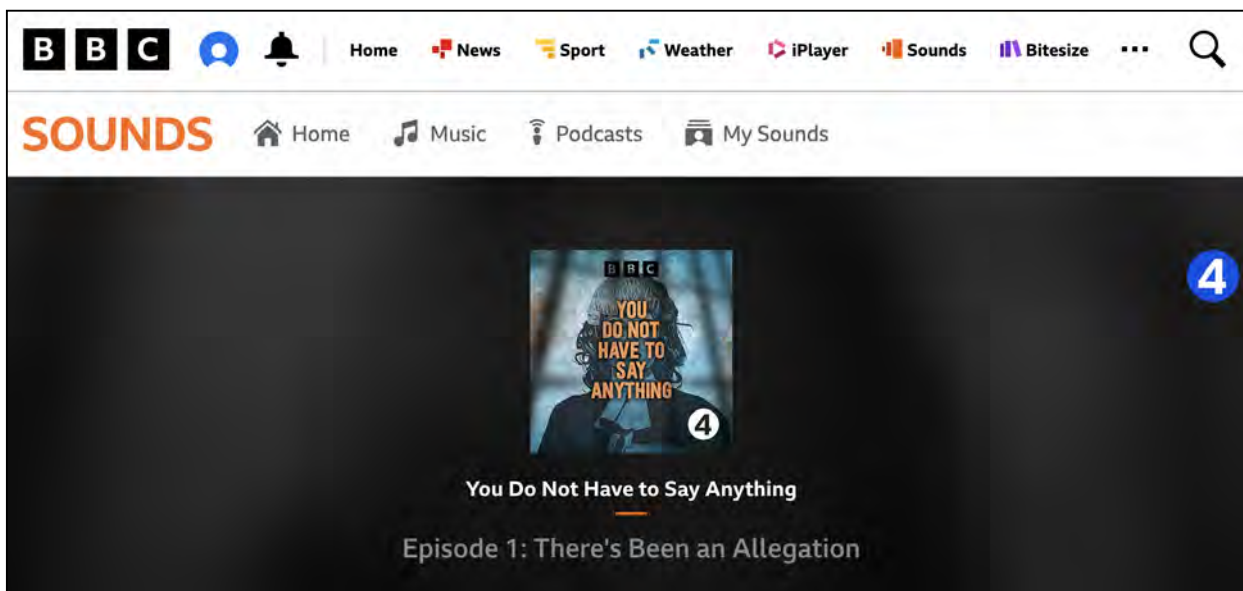 BBC Home News Sport Weather iPlayer Sounds Bitesize ...
SOUNDS Home Music Podcasts My Sounds
BBC
YOU
DO NOT
HAVE TO
SAY
ANYTHING
4
4
You Do Not Have to Say Anything
Episode 1: There's Been an Allegation